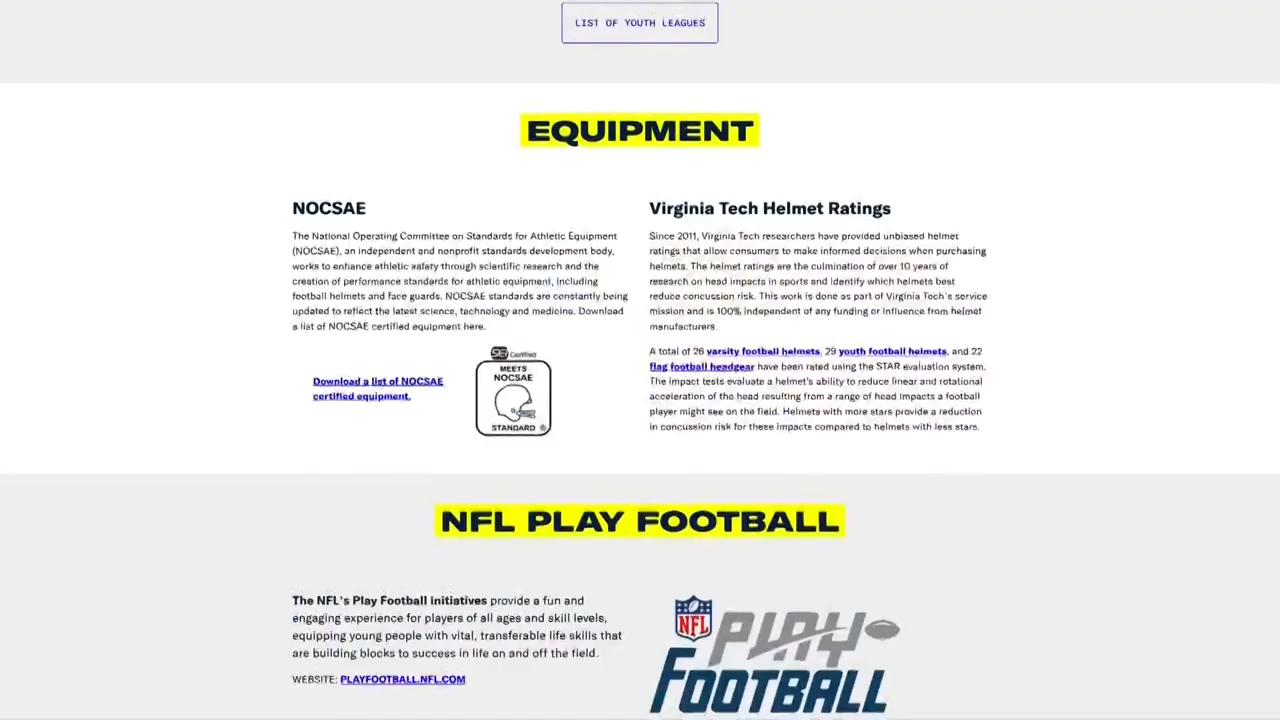 LIST OF YOUTH LEAGUES
EQUIPMENT
NOCSAE
The National Operating Committee on Standards for Athletic Equipment
(NOCSAE), an independent and nonprofit standards development body,
works to enhance athletic safety through scientific research and the
creation of performance standards for athletic equipment, including
football helmets and face guards. NOCSAE standards are constantly being
updated to reflect the latest science, technology and medicine. Download
a list of NOCSAE certified equipment here.
Download a list of NOCSAE
certified equipment.
SEI Certified
MEETS
NOCSAE
STANDARD ®
Virginia Tech Helmet Ratings
Since 2011, Virginia Tech researchers have provided unbiased helmet
ratings that allow consumers to make informed decisions when purchasing
helmets. The helmet ratings are the culmination of over 10 years of
research on head impacts in sports and identify which helmets best
reduce concussion risk. This work is done as part of Virginia Tech's service
mission and is 100% independent of any funding or influence from helmet
manufacturers.
A total of 26 varsity football helmets, 29 youth football helmets, and 22
flag football headgear have been rated using the STAR evaluation system.
The impact tests evaluate a helmet's ability to reduce linear and rotational
acceleration of the head resulting from a range of head impacts a football
player might see on the field. Helmets with more stars provide a reduction
in concussion risk for these impacts compared to helmets with less stars.
NFL PLAY FOOTBALL
The NFL's Play Football initiatives provide a fun and
engaging experience for players of all ages and skill levels,
equipping young people with vital, transferable life skills that
are building blocks to success in life on and off the field.
WEBSITE: PLAYFOOTBALL.NFL.COM
NFL PLAY
FOOTBALL